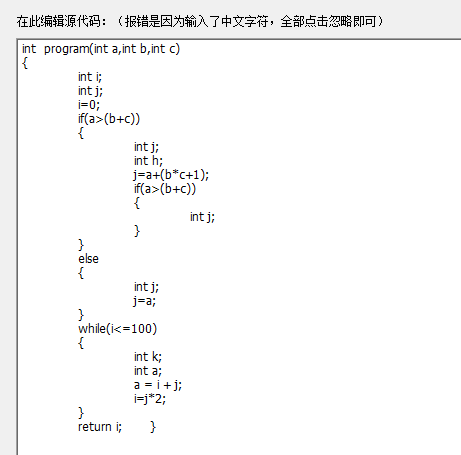 在此编辑源代码：（报错是因为输入了中文字符，全部点击忽略即可）
int  program(int a,int b,int c)
{
	int i;
	int j;
	i=0;
	if(a>(b+c))
	{
		int j;
		int h;
		j=a+(b*c+1);
		if(a>(b+c))
		{
			int j;
		}
	}
	else
	{
		int j;
		j=a;
	}
	while(i<=100)
	{
		int k;
		int a;
		a = i + j;
		i=j*2;
	}
	return i;	}